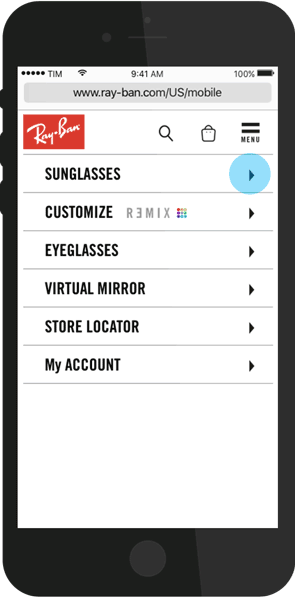 TIM 9:41 AM 100%
www.ray-ban.com/US/mobile
Ray-Ban
MENU
SUNGLASSES
CUSTOMIZE REMIX
EYEGLASSES
VIRTUAL MIRROR
STORE LOCATOR
My ACCOUNT